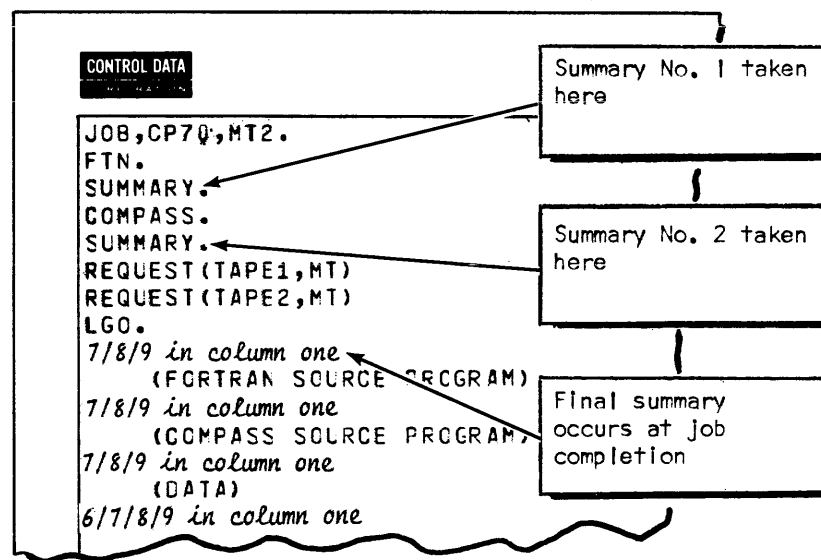 CONTROL DATA
JOB,CP70,MT2.
FTN.
SUMMARY.
COMPASS.
SUMMARY.
REQUEST(TAPE1,MT)
REQUEST(TAPE2,MT)
LGO.
7/8/9 in column one
(FORTRAN SOURCE PROGRAM)
7/8/9 in column one
(COMPASS SOURCE PROGRAM)
7/8/9 in column one
(DATA)
6/7/8/9 in column one
Summary No. 1 taken
here
Summary No. 2 taken
here
Final summary
occurs at job
completion